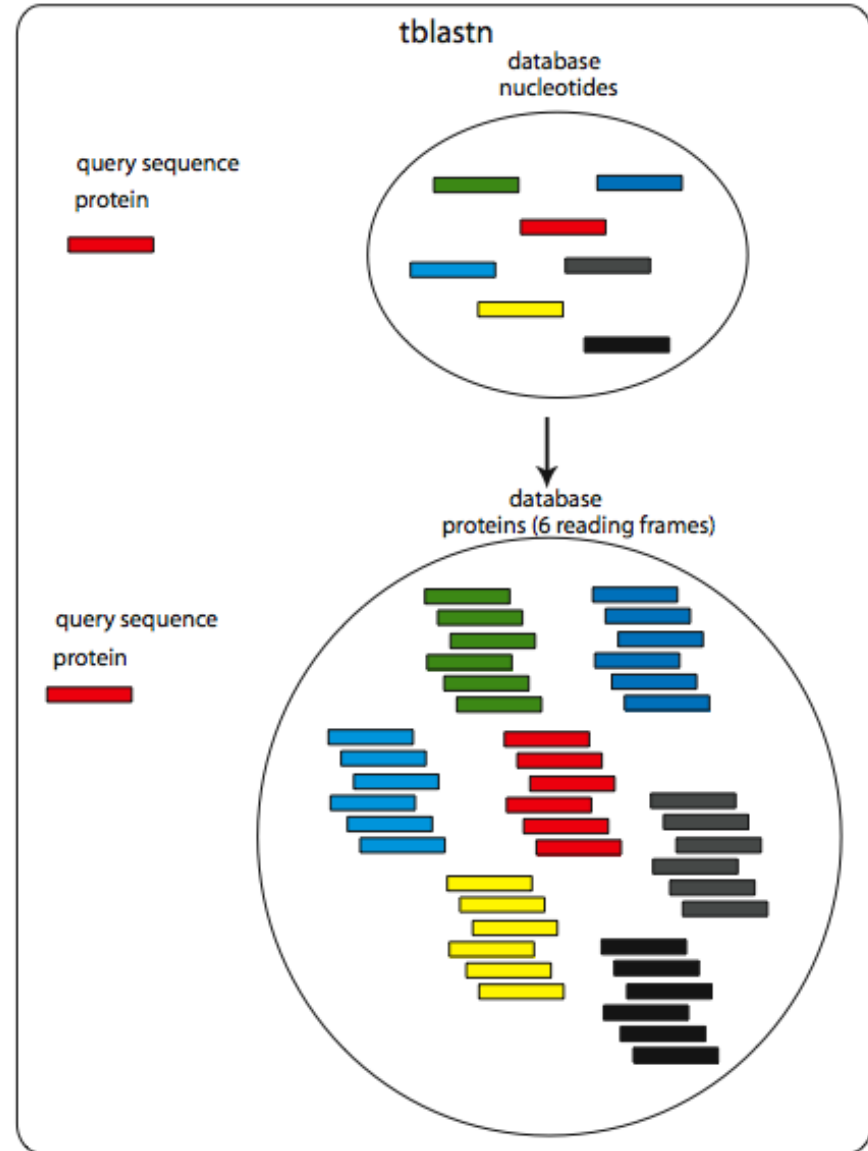 tblastn
database
nucleotides
query sequence
protein
database
proteins (6 reading frames)
query sequence
protein